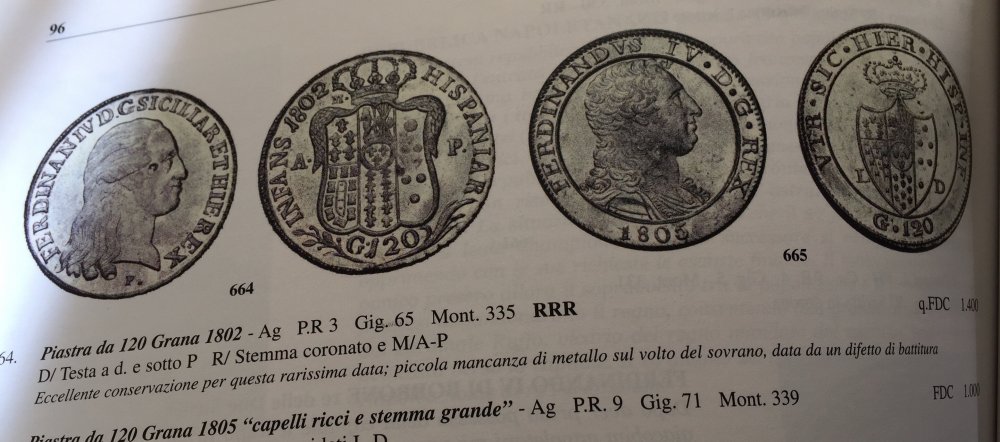 96
FERDINAN IV D.G SICILIAR.ET HIE.REX
P.
1802
M.
HISPANIAR
INFANS
A. P.
G.120
FERDINANDVS IV·D·G·REX
1805
VTR·SIC·HIER·HISP·INF
L D
G·120
664
665
64. Piastra da 120 Grana 1802 - Ag P.R 3 Gig. 65 Mont. 335 RRR q.FDC 1.400
D/ Testa a d. e sotto P R/ Stemma coronato e M/A-P
Eccellente conservazione per questa rarissima data; piccola mancanza di metallo sul volto del sovrano, data da un difetto di battitura
Piastra da 120 Grana 1805 “capelli ricci e stemma grande” - Ag P.R. 9 Gig. 71 Mont. 339 FDC 1.000
L D